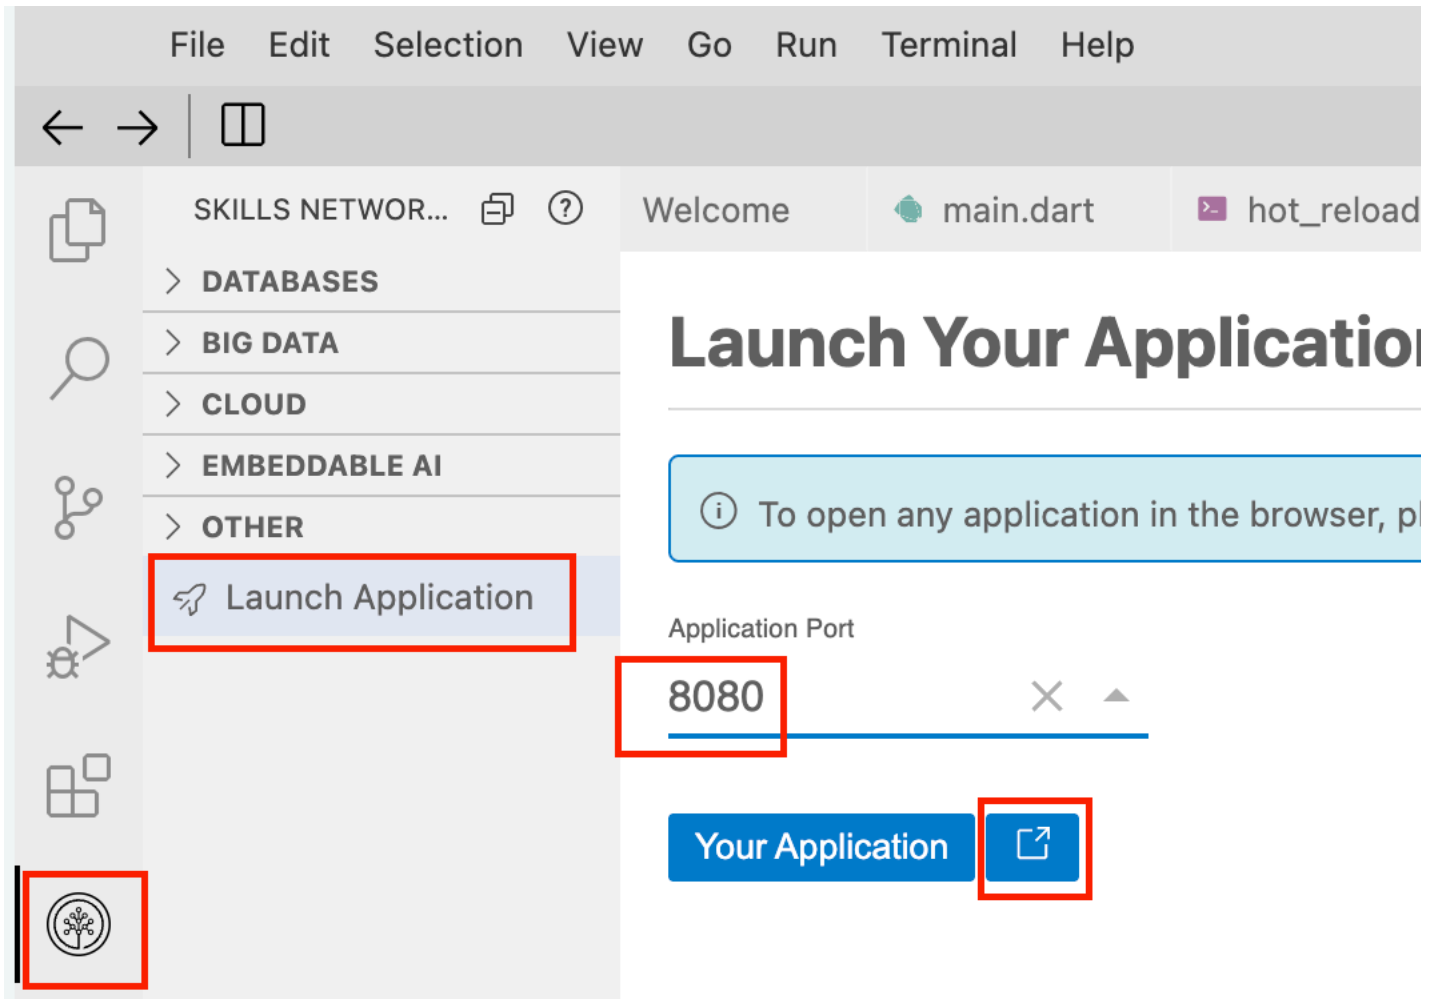 File Edit Selection View Go Run Terminal Help
SKILLS NETWOR...
Welcome main.dart hot_reload
DATABASES
BIG DATA
CLOUD
EMBEDDABLE AI
OTHER
Launch Application
Launch Your Application
To open any application in the browser, pl
Application Port
8080
Your Application